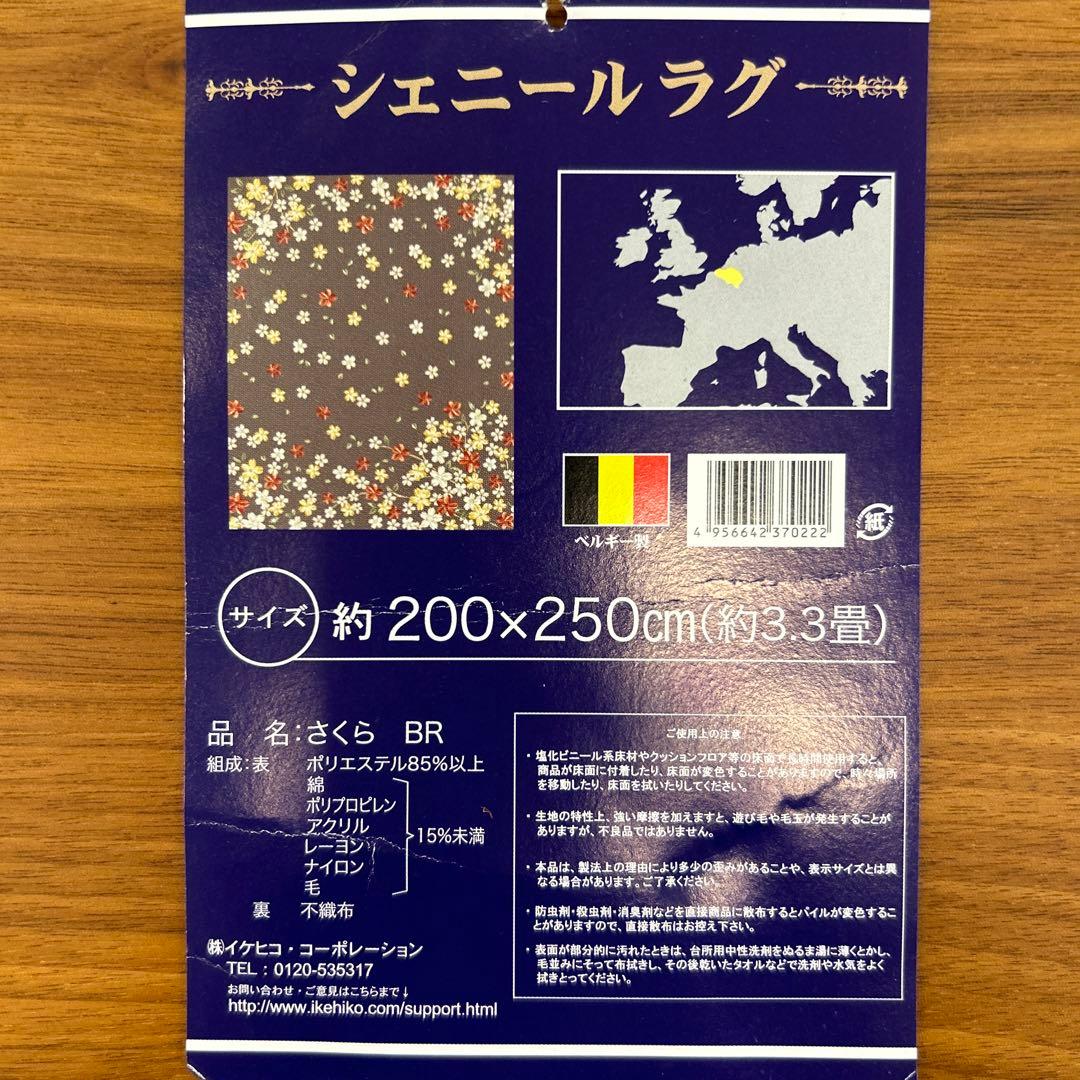 シェニールラグ
ベルギー製
4 956642 370222
紙
サイズ 約 200×250cm(約3.3畳)
品 名:さくら BR
組成:表 ポリエステル85%以上
綿
ポリプロピレン
アクリル
レーヨン
ナイロン
毛
15%未満
裏 不織布
㈱イケヒコ・コーポレーション
TEL : 0120-535317
お問い合わせ・ご意見はこちらまで↓
http://www.ikehiko.com/support.html
ご使用上の注意
・塩化ビニール系床材やクッションフロア等の床面で長時間使用すると、
商品が床面に付着したり、床面が変色することがありますので、時々場所
を移動したり、床面を拭いたりしてください。
・生地の特性上、強い摩擦を加えますと、遊び毛や毛玉が発生することが
ありますが、不良品ではありません。
・本品は、製法上の理由により多少の歪みがあることや、表示サイズとは異
なる場合があります。ご了承ください。
・防虫剤・殺虫剤・消臭剤などを直接商品に散布するとパイルが変色するこ
とがありますので、直接散布はお控え下さい。
・表面が部分的に汚れたときは、台所用中性洗剤をぬるま湯に薄くとかし、
毛並みにそって布拭きし、その後乾いたタオルなどで洗剤や水気をよく
拭きとってください。